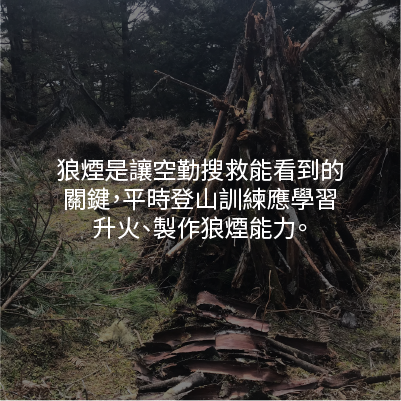 狼煙是讓空勤搜救能看到的
關鍵，平時登山訓練應學習
升火、製作狼煙能力。